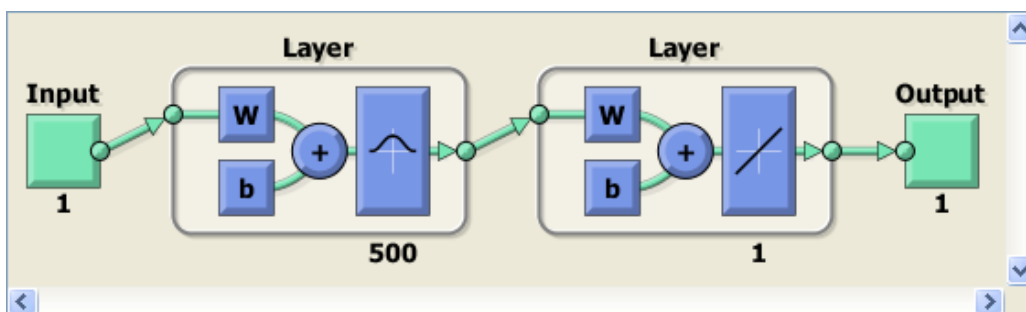 Layer Layer
Input Output
W W
+ +
b b
1 1
500 1